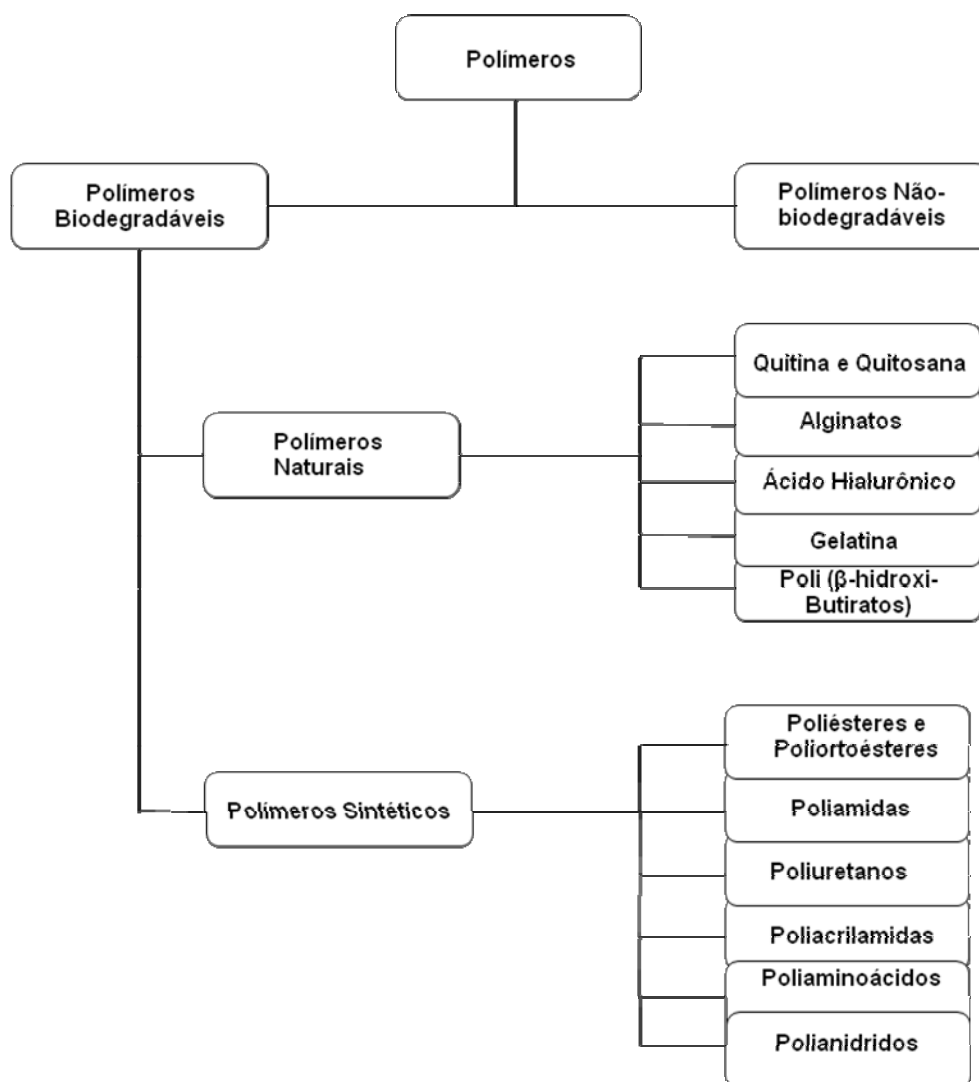 Polímeros
Polímeros
Biodegradáveis
Polímeros Não-
biodegradáveis
Polímeros
Naturais
Quitina e Quitosana
Alginatos
Ácido Hialurônico
Gelatina
Poli (β-hidroxi-
Butiratos)
Polímeros Sintéticos
Poliésteres e
Poliortoésteres
Poliamidas
Poliuretanos
Poliacrilamidas
Poliaminoácidos
Polianidridos